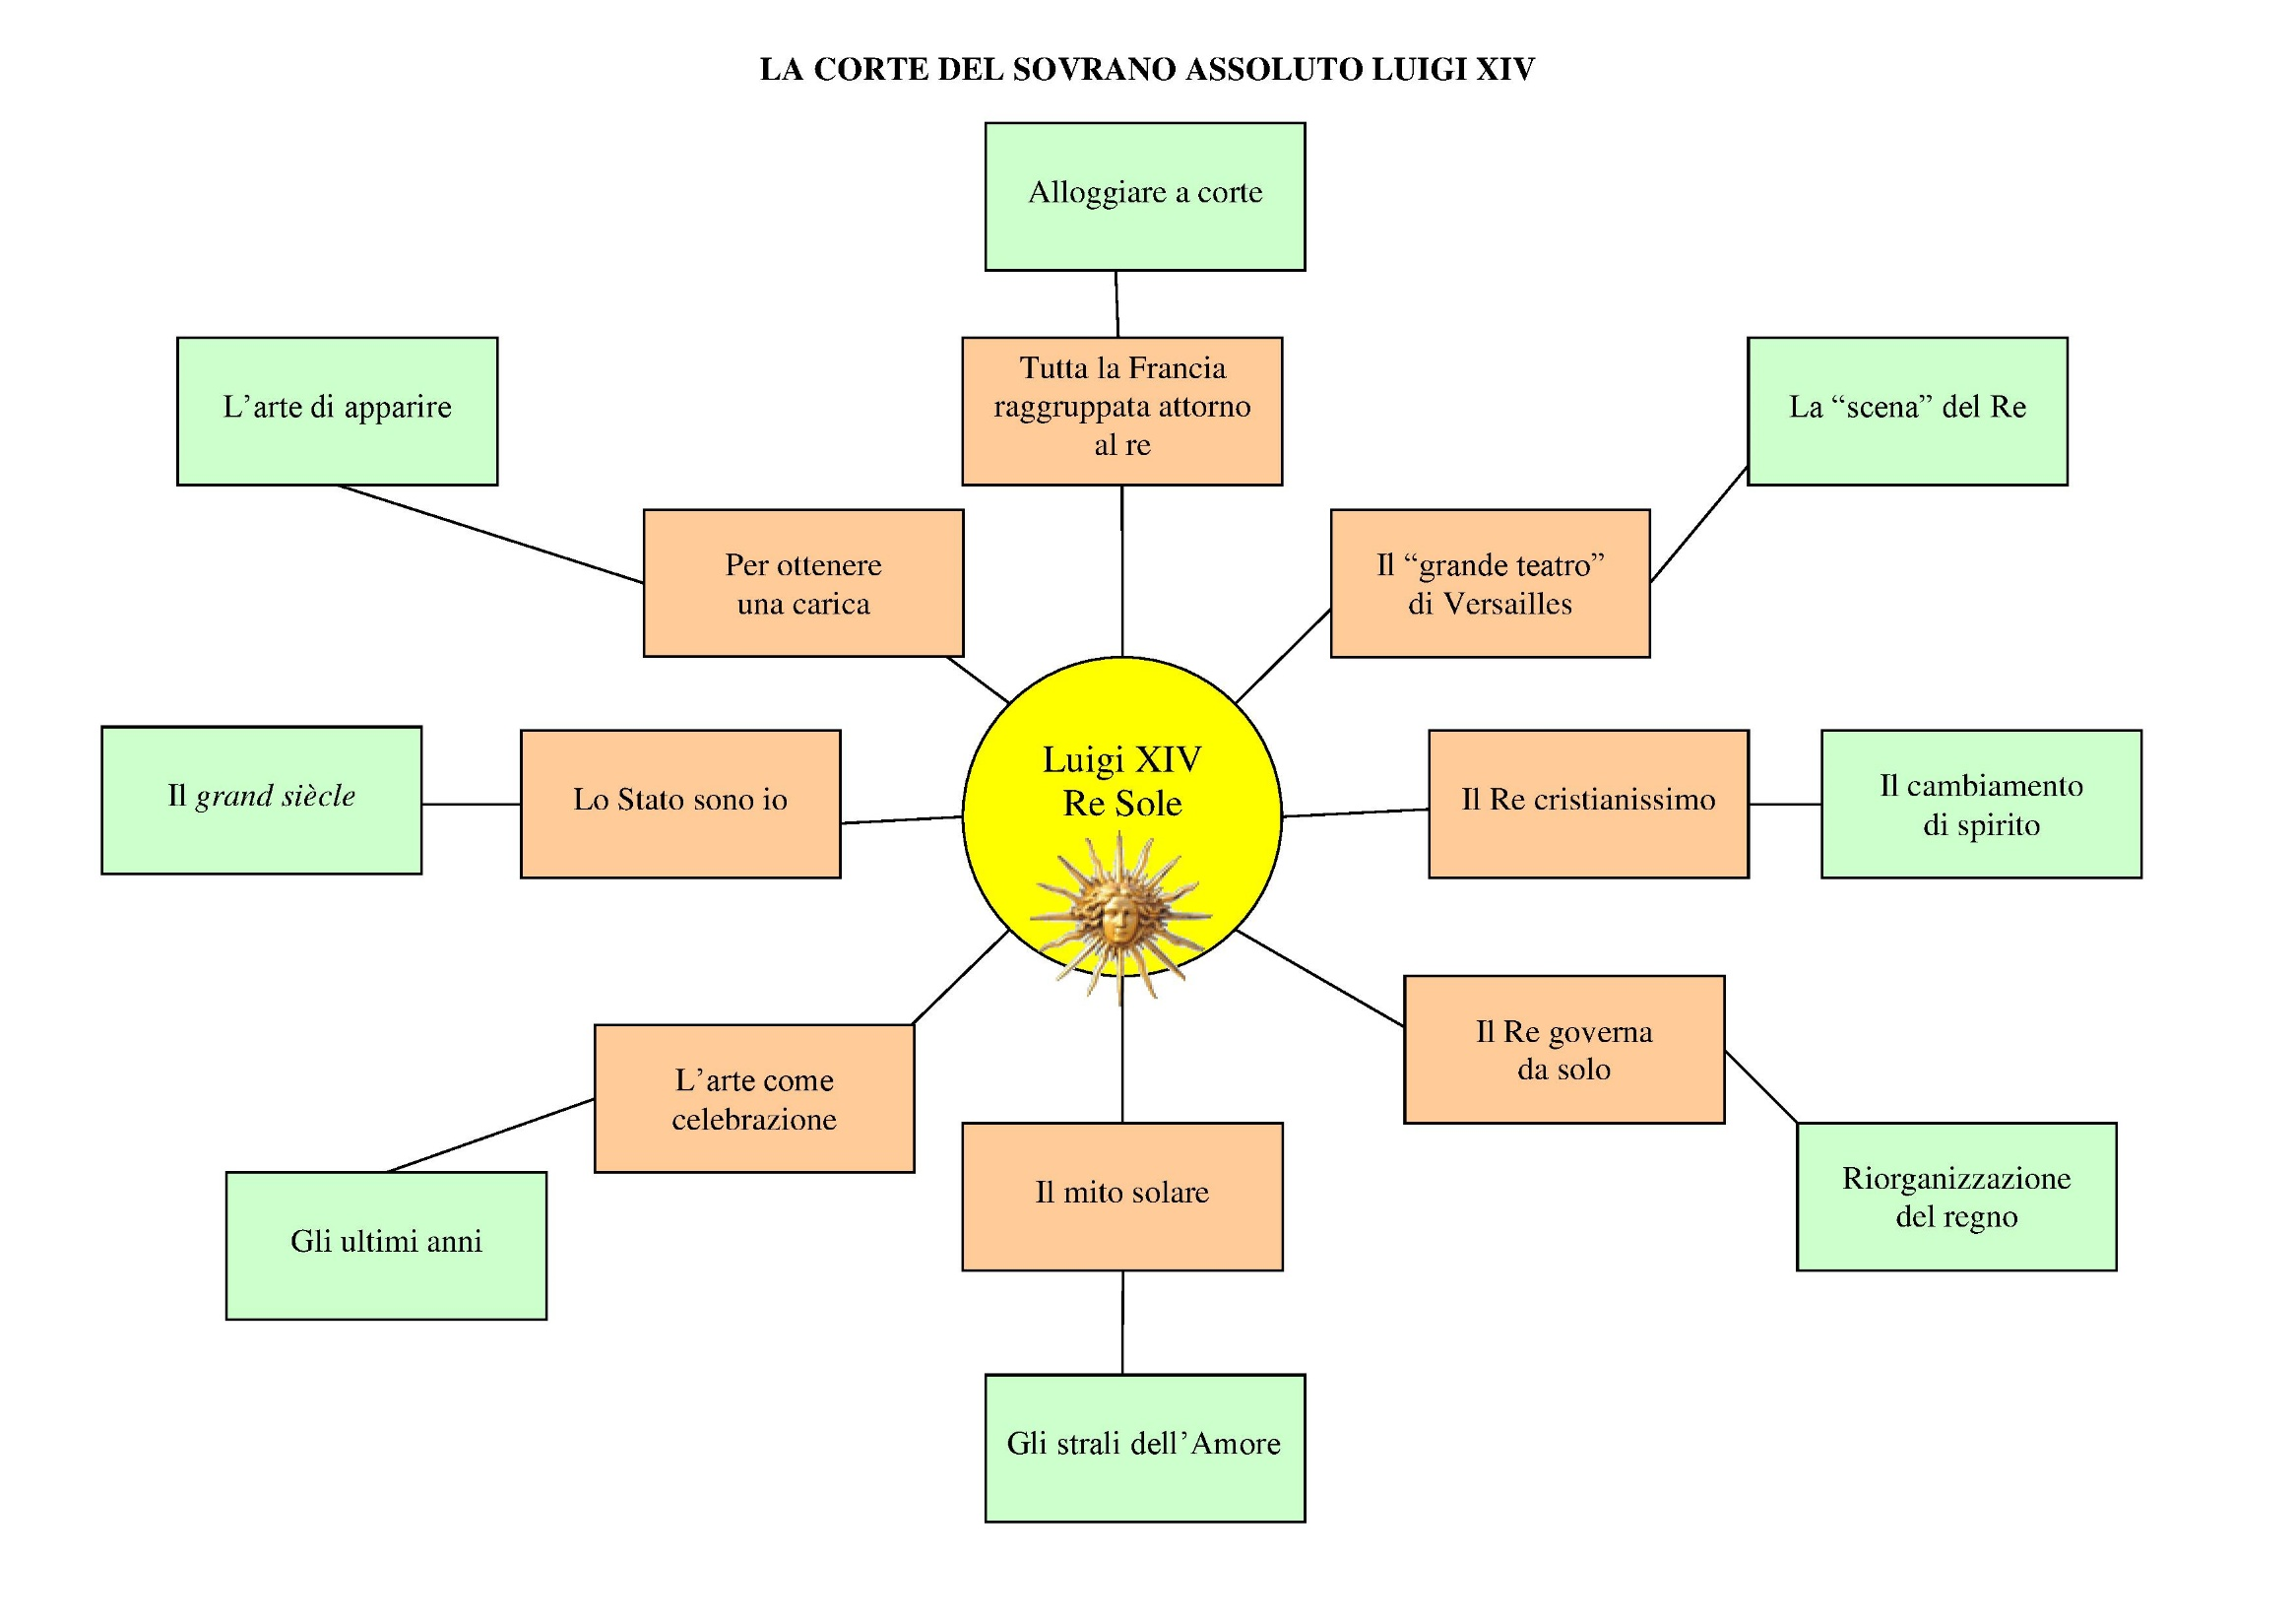 LA CORTE DEL SOVRANO ASSOLUTO LUIGI XIV
Alloggiare a corte
Tutta la Francia
raggruppata attorno
al re
L’arte di apparire
La “scena” del Re
Per ottenere
una carica
Il “grande teatro”
di Versailles
Il grand siècle
Lo Stato sono io
Luigi XIV
Re Sole
Il Re cristianissimo
Il cambiamento
di spirito
L’arte come
celebrazione
Il Re governa
da solo
Gli ultimi anni
Il mito solare
Riorganizzazione
del regno
Gli strali dell’Amore